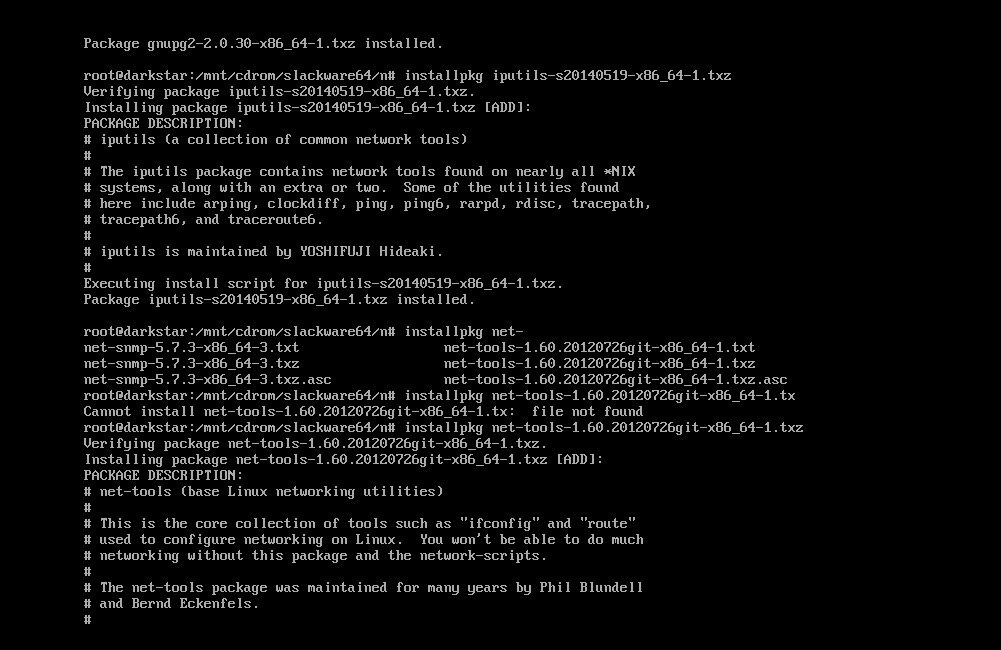 Package gnupg2-2.0.30-x86_64-1.txz installed.
root@darkstar:/mnt/cdrom/slackware64/n# installpkg iputils-s20140519-x86_64-1.txz
Verifying package iputils-s20140519-x86_64-1.txz.
Installing package iputils-s20140519-x86_64-1.txz [ADD]:
PACKAGE DESCRIPTION:
# iputils (a collection of common network tools)
#
# The iputils package contains network tools found on nearly all *NIX
# systems, along with an extra or two.  Some of the utilities found
# here include arping, clockdiff, ping, ping6, rarpd, rdisc, tracepath,
# tracepath6, and traceroute6.
#
# iputils is maintained by YOSHIFUJI Hideaki.
#
Executing install script for iputils-s20140519-x86_64-1.txz.
Package iputils-s20140519-x86_64-1.txz installed.
root@darkstar:/mnt/cdrom/slackware64/n# installpkg net-
net-snmp-5.7.3-x86_64-3.txt                  net-tools-1.60.20120726git-x86_64-1.txt
net-snmp-5.7.3-x86_64-3.txz                  net-tools-1.60.20120726git-x86_64-1.txz
net-snmp-5.7.3-x86_64-3.txz.asc              net-tools-1.60.20120726git-x86_64-1.txz.asc
root@darkstar:/mnt/cdrom/slackware64/n# installpkg net-tools-1.60.20120726git-x86_64-1.tx
Cannot install net-tools-1.60.20120726git-x86_64-1.tx:  file not found
root@darkstar:/mnt/cdrom/slackware64/n# installpkg net-tools-1.60.20120726git-x86_64-1.txz
Verifying package net-tools-1.60.20120726git-x86_64-1.txz.
Installing package net-tools-1.60.20120726git-x86_64-1.txz [ADD]:
PACKAGE DESCRIPTION:
# net-tools (base Linux networking utilities)
#
# This is the core collection of tools such as "ifconfig" and "route"
# used to configure networking on Linux.  You won't be able to do much
# networking without this package and the network-scripts.
#
# The net-tools package was maintained for many years by Phil Blundell
# and Bernd Eckenfels.
#